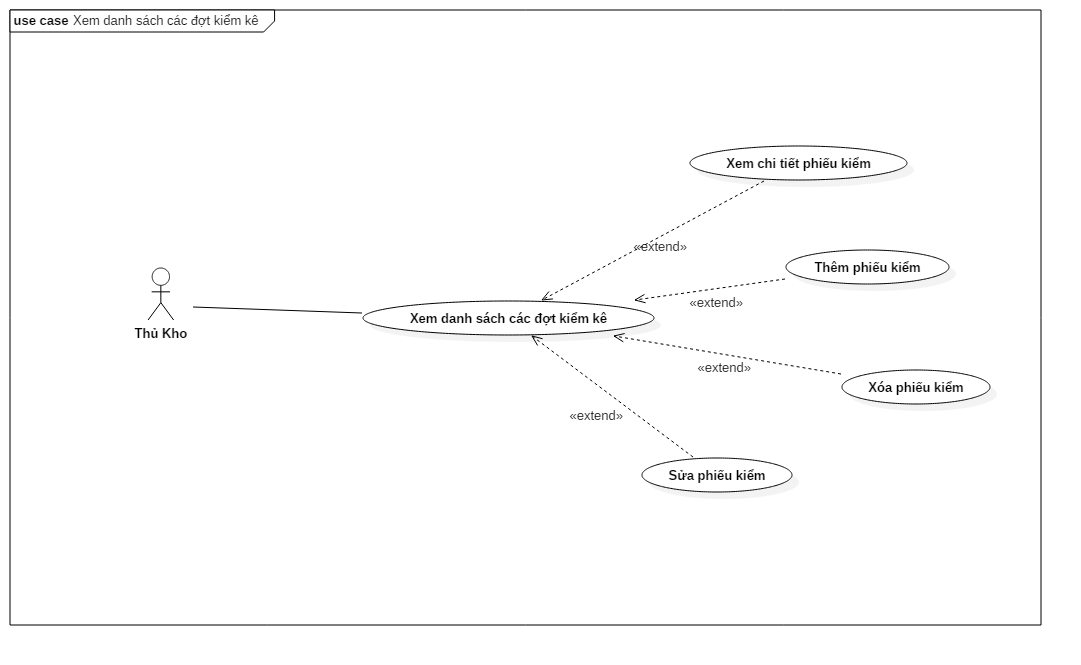 use case Xem danh sách các đợt kiểm kê
Xem chi tiết phiếu kiểm
«extend»
Thêm phiếu kiểm
«extend»
Thủ Kho
Xem danh sách các đợt kiểm kê
«extend»
Xóa phiếu kiểm
«extend»
Sửa phiếu kiểm